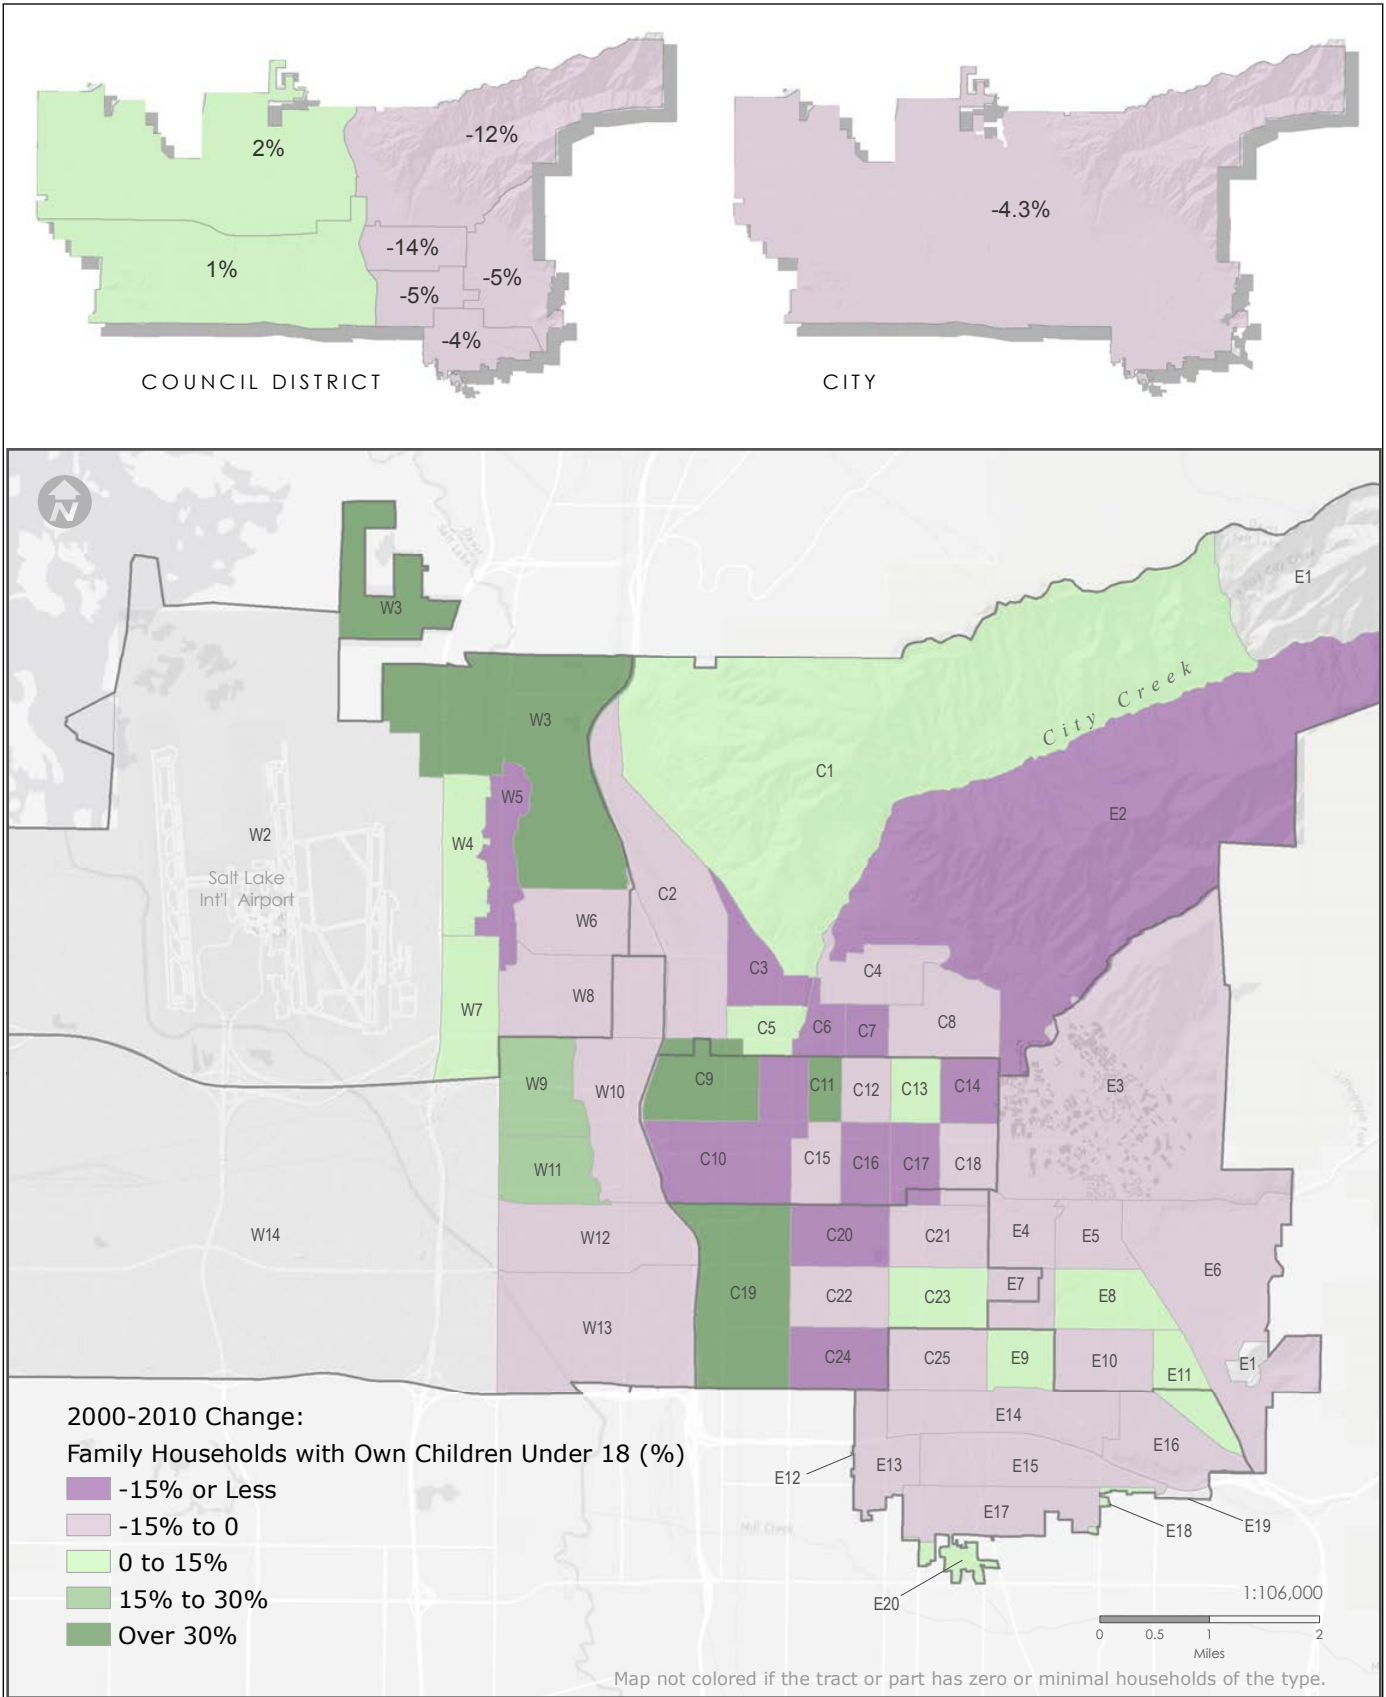 2%
-12%
1%
-14%
-5%
-5%
-4%
COUNCIL DISTRICT
-4.3%
CITY
N
Davis
Salt Lake
W3
E1
W3
City Creek
C1
W5
E2
W2
W4
Salt Lake
Int'l Airport
C2
W6
C3
C4
W8
W7
C5
C6
C7
C8
W9
W10
C9
C11
C12
C13
C14
E3
W11
C10
C15
C16
C17
C18
W14
W12
C20
C21
E4
E5
E6
C19
C22
C23
E7
E8
W13
C24
C25
E9
E10
E11
E1
2000-2010 Change:
Family Households with Own Children Under 18 (%)
-15% or Less
-15% to 0
0 to 15%
15% to 30%
Over 30%
E14
E16
E12
E13
E15
E17
E18
E19
Mill Creek
E20
1:106,000
0 0.5 1 2
Miles
Map not colored if the tract or part has zero or minimal households of the type.